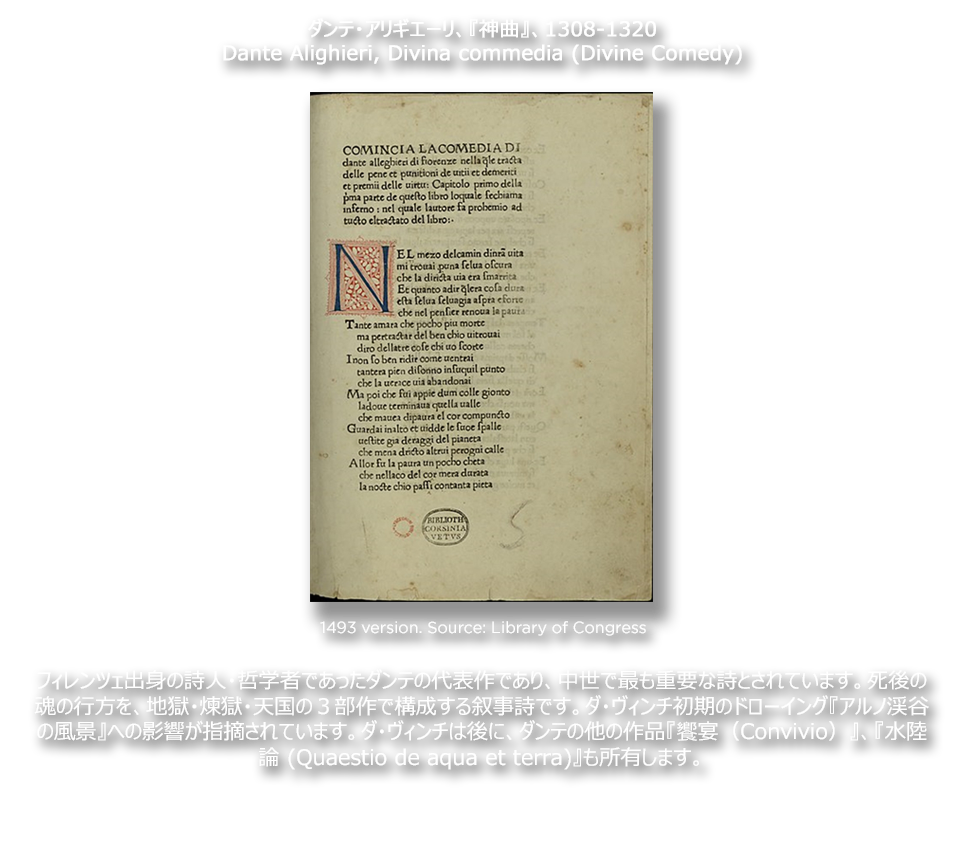 ダンテ・アリギエーリ、『神曲』、1308-1320
Dante Alighieri, Divina commedia (Divine Comedy)
COMINCIA LA COMEDIA DI
dante alleghieri di fiorenze nella q̃le tracta
delle pene et punitioni de uitii et demeriti
et premii delle uirtu: Capitolo primo della
p̃ma parte de questo libro loquale sechiama
inferno: nel quale lautore fa prohemio ad
tucto eltractato del libro:·
NEL mezo delcamin dinr̃a uita
mi trouai puna selua oscura
che la diricta uia era smarrita
Et quanto adir q̃lera cosa dura
esta selua seluagia aspra eforte
che nel pensier renoua la paura
Tante amara che pocho piu morte
ma pertractar del ben chio uitrouai
diro dellaltre cose chi uo scorte
Inon so ben ridir come uentrai
tantera pien disonno insuquil punto
che la uerace uia abandonai
Ma poi che fui appie dum colle gionto
ladoue terminaua quella ualle
che mauea dipaura el cor compuncto
Guardai inalto et uidde le suoe spalle
uestite gia deraggi del pianeta
che mena dricto altrui perogni calle
Allor fu la paura un pocho cheta
che nellaco del cor mera durata
la nocte chio passi contanta pieta
BIBLIOTH
CORSINIA
VETVS
1493 version. Source: Library of Congress
フィレンツェ出身の詩人・哲学者であったダンテの代表作であり、中世で最も重要な詩とされています。死後の
魂の行方を、地獄・煉獄・天国の３部作で構成する叙事詩です。ダ・ヴィンチ初期のドローイング『アルノ渓谷
の風景』への影響が指摘されています。ダ・ヴィンチは後に、ダンテの他の作品『饗宴（Convivio）』、『水陸
論 (Quaestio de aqua et terra)』も所有します。